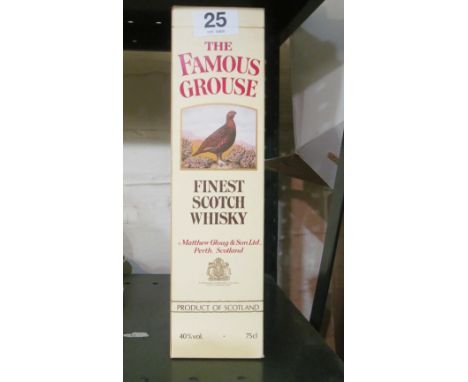 25
THE
FAMOUS
GROUSE
FINEST
SCOTCH
WHISKY
Matthew Gloag & Son Ltd.,
Perth, Scotland
PRODUCT OF SCOTLAND
40%vol. 75cl